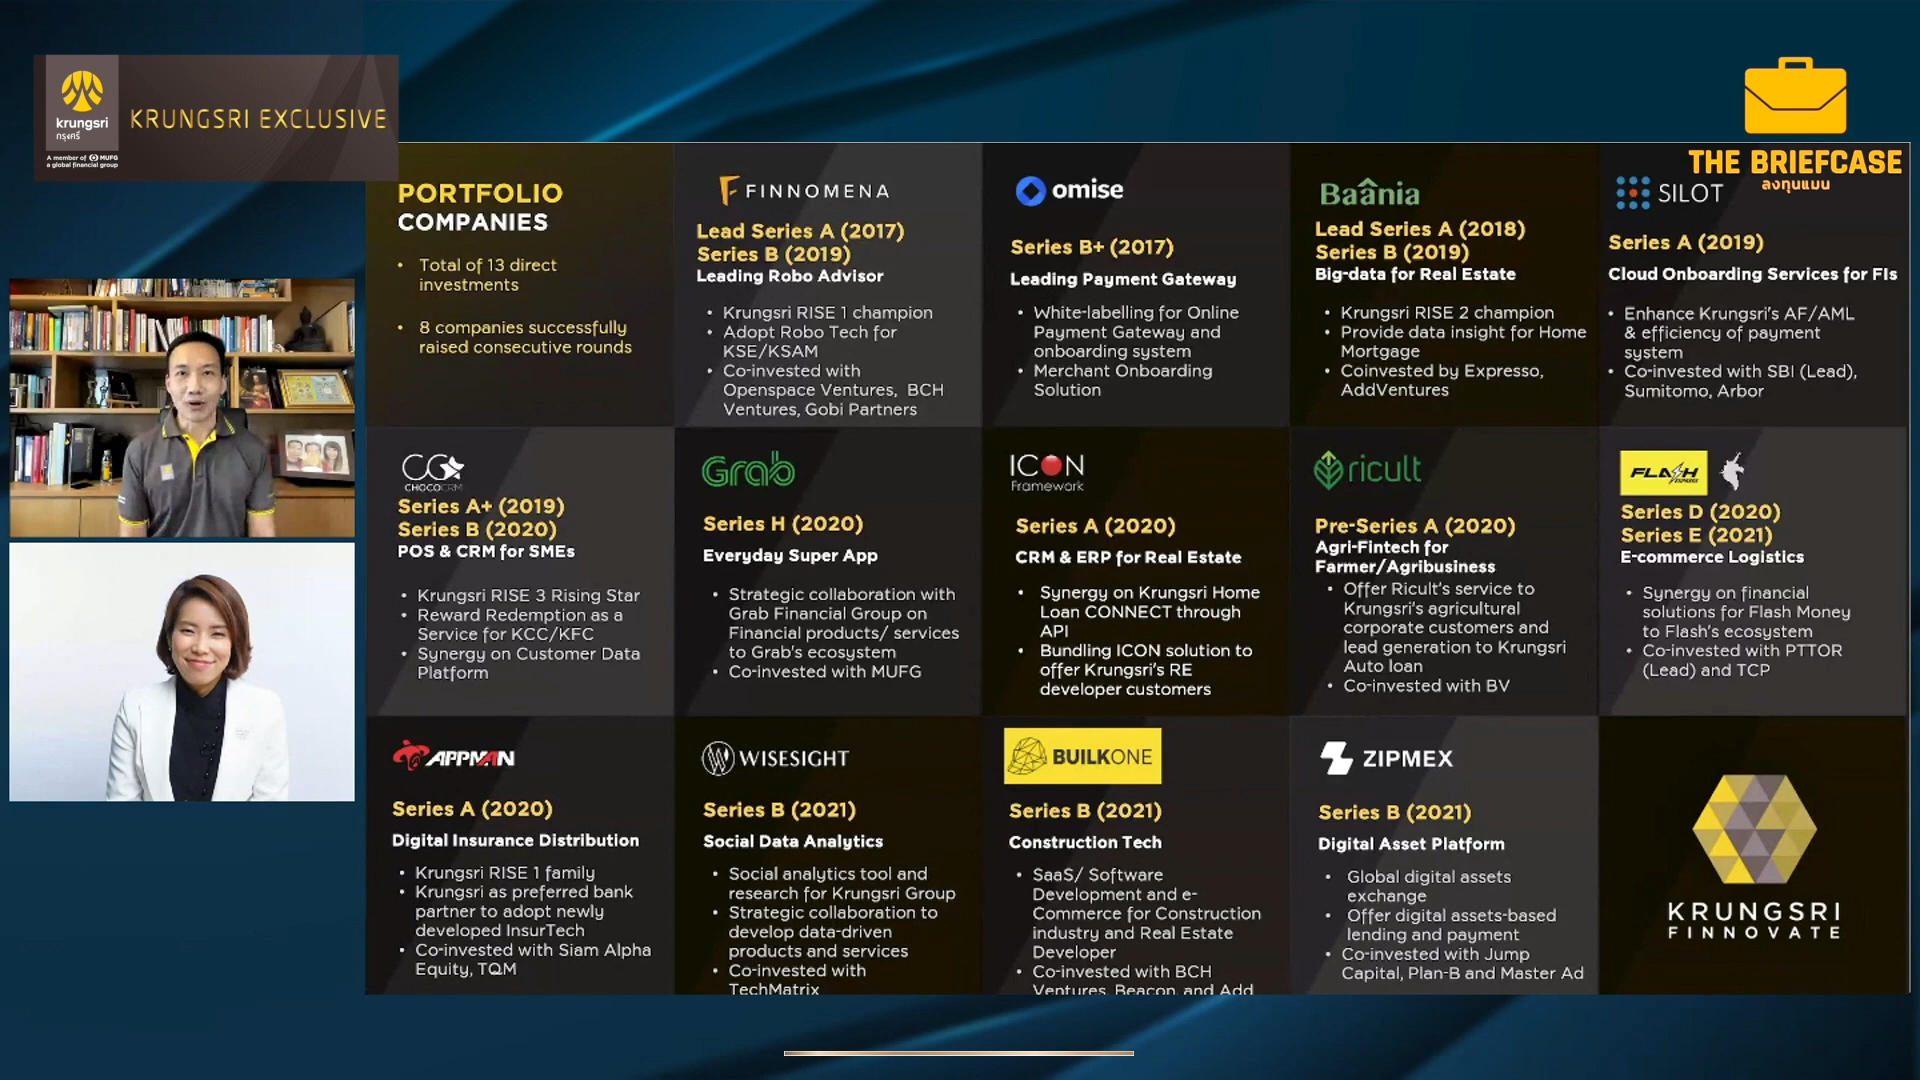 krungsri
กรุงศรี
A member of MUFG
a global financial group
KRUNGSRI EXCLUSIVE
THE BRIEFCASE
ลงทุนแมน
PORTFOLIO
COMPANIES
• Total of 13 direct
investments
• 8 companies successfully
raised consecutive rounds
FINNOMENA
Lead Series A (2017)
Series B (2019)
Leading Robo Advisor
• Krungsri RISE 1 champion
• Adopt Robo Tech for
KSE/KSAM
• Co-invested with
Openspace Ventures, BCH
Ventures, Gobi Partners
omise
Series B+ (2017)
Leading Payment Gateway
• White-labelling for Online
Payment Gateway and
onboarding system
• Merchant Onboarding
Solution
Baania
Lead Series A (2018)
Series B (2019)
Big-data for Real Estate
• Krungsri RISE 2 champion
• Provide data insight for Home
Mortgage
• Coinvested by Expresso,
AddVentures
SILOT
Series A (2019)
Cloud Onboarding Services for FIs
• Enhance Krungsri's AF/AML
& efficiency of payment
system
• Co-invested with SBI (Lead),
Sumitomo, Arbor
CHOCOCRM
Series A+ (2019)
Series B (2020)
POS & CRM for SMEs
• Krungsri RISE 3 Rising Star
• Reward Redemption as a
Service for KCC/KFC
• Synergy on Customer Data
Platform
Grab
Series H (2020)
Everyday Super App
• Strategic collaboration with
Grab Financial Group on
Financial products/ services
to Grab's ecosystem
• Co-invested with MUFG
ICON
Framework
Series A (2020)
CRM & ERP for Real Estate
• Synergy on Krungsri Home
Loan CONNECT through
API
• Bundling ICON solution to
offer Krungsri's RE
developer customers
ricult
Pre-Series A (2020)
Agri-Fintech for
Farmer/Agribusiness
• Offer Ricult's service to
Krungsri's agricultural
corporate customers and
lead generation to Krungsri
Auto loan
• Co-invested with BV
FLASH
EXPRESS
Series D (2020)
Series E (2021)
E-commerce Logistics
• Synergy on financial
solutions for Flash Money
to Flash's ecosystem
• Co-invested with PTTOR
(Lead) and TCP
APPMAN
Series A (2020)
Digital Insurance Distribution
• Krungsri RISE 1 family
• Krungsri as preferred bank
partner to adopt newly
developed InsurTech
• Co-invested with Siam Alpha
Equity, TQM
WISESIGHT
Series B (2021)
Social Data Analytics
• Social analytics tool and
research for Krungsri Group
• Strategic collaboration to
develop data-driven
products and services
• Co-invested with
TechMatrix
BUILKONE
Series B (2021)
Construction Tech
• SaaS/ Software
Development and e-
Commerce for Construction
industry and Real Estate
Developer
• Co-invested with BCH
Ventures, Beacon, and Add
ZIPMEX
Series B (2021)
Digital Asset Platform
• Global digital assets
exchange
• Offer digital assets-based
lending and payment
• Co-invested with Jump
Capital, Plan-B and Master Ad
KRUNGSRI
FINNOVATE